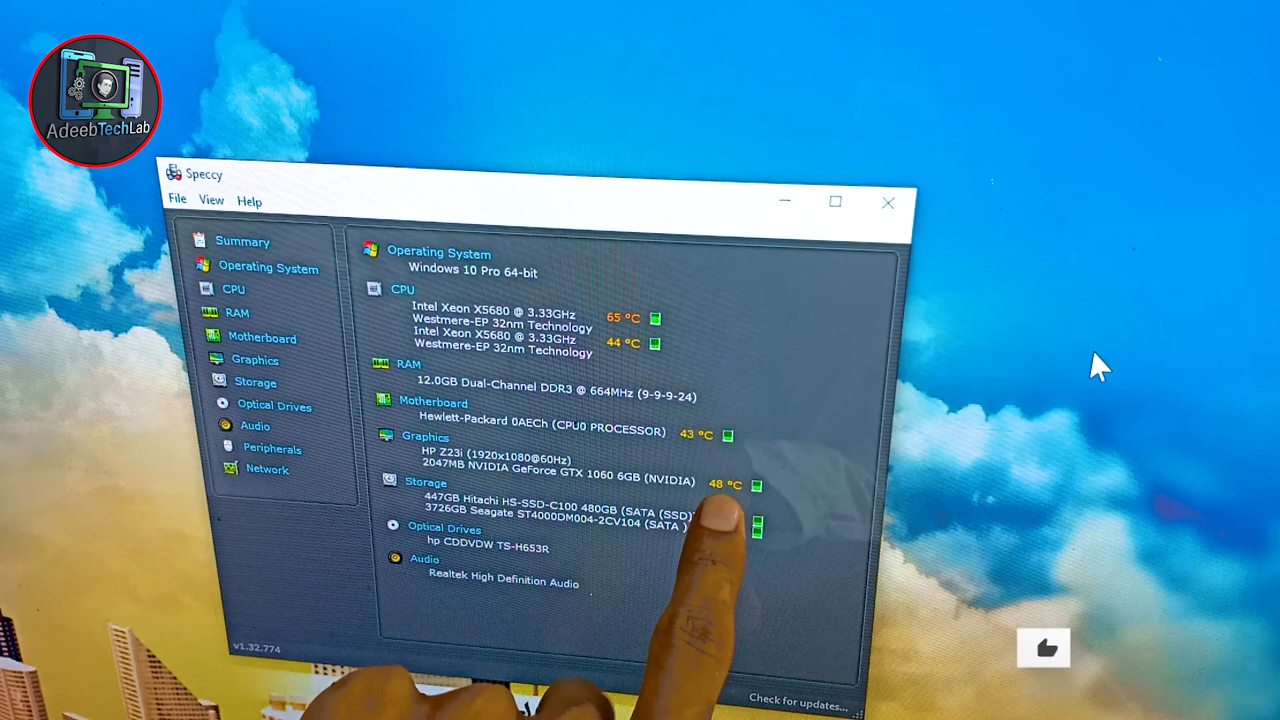 AdeebTechLab
Speccy
File View Help
Summary
Operating System
CPU
RAM
Motherboard
Graphics
Storage
Optical Drives
Audio
Peripherals
Network
Operating System
Windows 10 Pro 64-bit
CPU
Intel Xeon X5680 @ 3.33GHz 65 °C
Westmere-EP 32nm Technology
Intel Xeon X5680 @ 3.33GHz 44 °C
Westmere-EP 32nm Technology
RAM
12.0GB Dual-Channel DDR3 @ 664MHz (9-9-9-24)
Motherboard
Hewlett-Packard 0AECh (CPU0 PROCESSOR) 43 °C
Graphics
HP Z23i (1920x1080@60Hz)
2047MB NVIDIA GeForce GTX 1060 6GB (NVIDIA) 48 °C
Storage
447GB Hitachi HS-SSD-C100 480GB (SATA (SSD))
3726GB Seagate ST4000DM004-2CV104 (SATA )
Optical Drives
hp CDDVDW TS-H653R
Audio
Realtek High Definition Audio
v1.32.774
Check for updates...